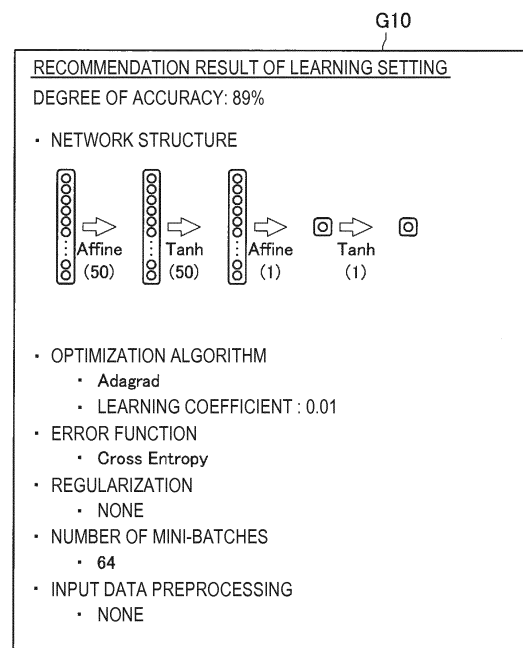 G10
RECOMMENDATION RESULT OF LEARNING SETTING
DEGREE OF ACCURACY: 89%
・ NETWORK STRUCTURE
Affine Tanh Affine Tanh
(50) (50) (1) (1)
・ OPTIMIZATION ALGORITHM
・ Adagrad
・ LEARNING COEFFICIENT : 0.01
・ ERROR FUNCTION
・ Cross Entropy
・ REGULARIZATION
・ NONE
・ NUMBER OF MINI-BATCHES
・ 64
・ INPUT DATA PREPROCESSING
・ NONE